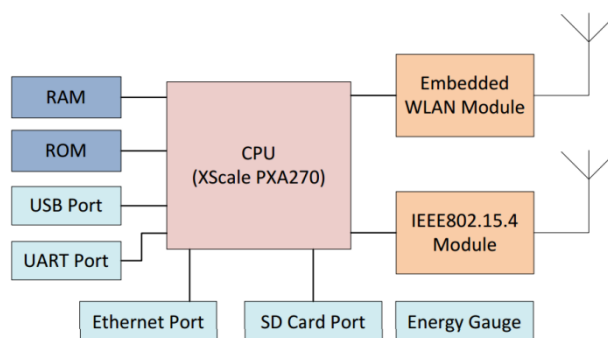 RAM
ROM
USB Port
UART Port
CPU
(XScale PXA270)
Embedded
WLAN Module
IEEE802.15.4
Module
Ethernet Port
SD Card Port
Energy Gauge